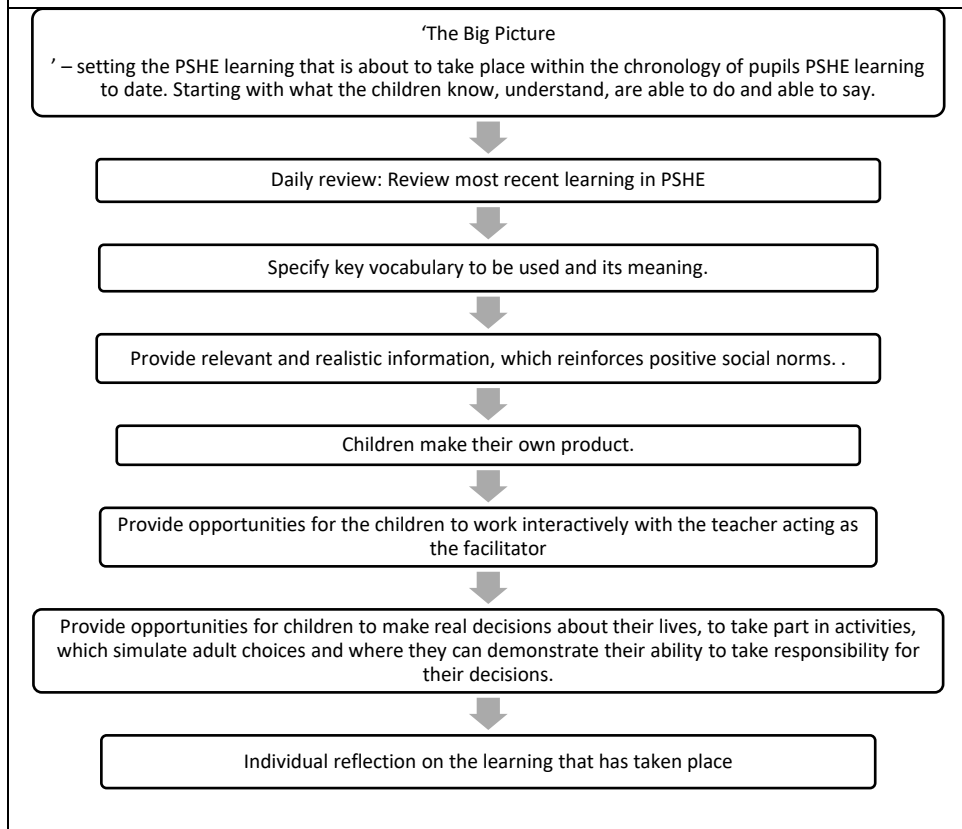 ‘The Big Picture
’ – setting the PSHE learning that is about to take place within the chronology of pupils PSHE learning
to date. Starting with what the children know, understand, are able to do and able to say.
Daily review: Review most recent learning in PSHE
Specify key vocabulary to be used and its meaning.
Provide relevant and realistic information, which reinforces positive social norms. .
Children make their own product.
Provide opportunities for the children to work interactively with the teacher acting as
the facilitator
Provide opportunities for children to make real decisions about their lives, to take part in activities,
which simulate adult choices and where they can demonstrate their ability to take responsibility for
their decisions.
Individual reflection on the learning that has taken place